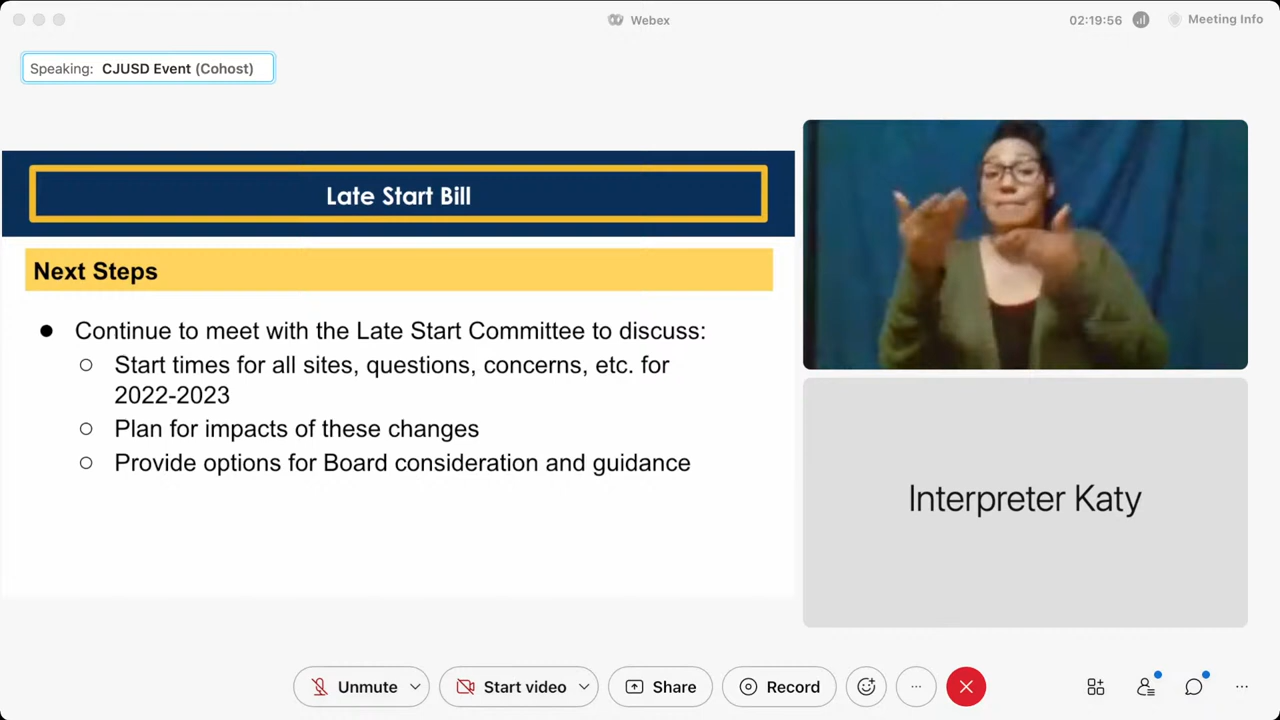 Webex
02:19:56
Meeting Info
Speaking: CJUSD Event (Cohost)
Late Start Bill
Next Steps
● Continue to meet with the Late Start Committee to discuss:
○ Start times for all sites, questions, concerns, etc. for
2022-2023
○ Plan for impacts of these changes
○ Provide options for Board consideration and guidance
Interpreter Katy
Unmute
Start video
Share
Record